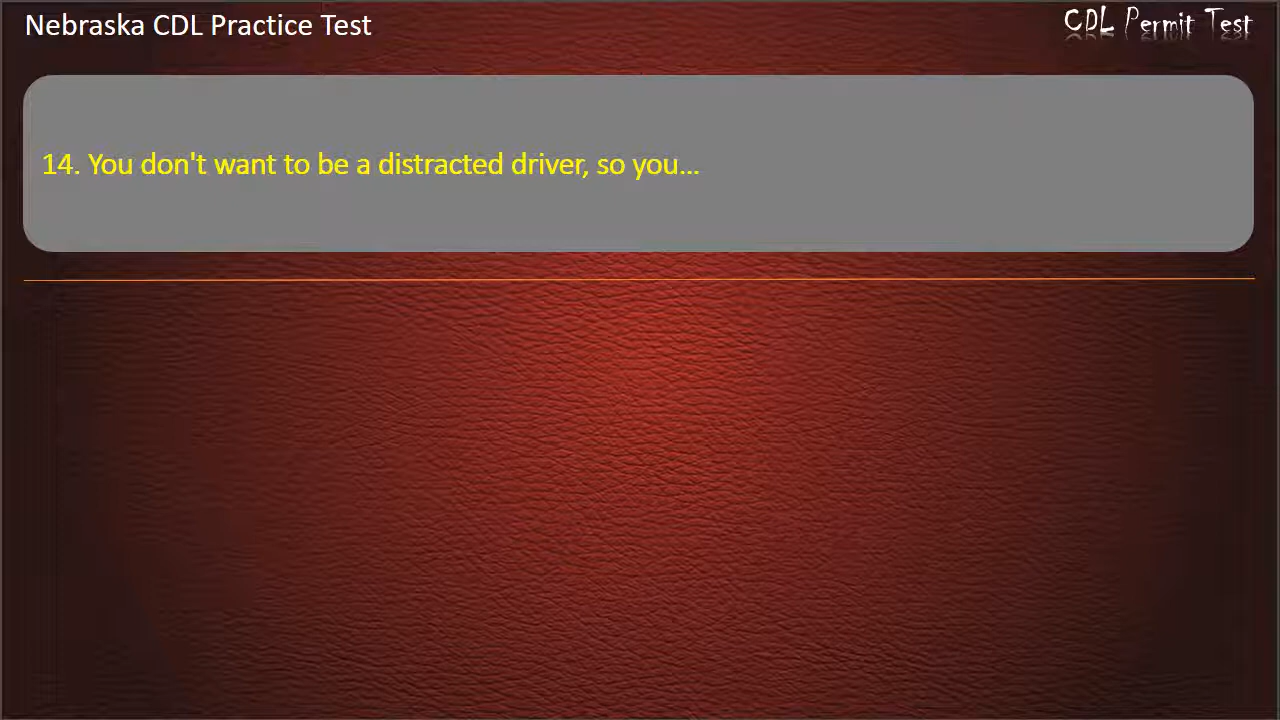 Nebraska CDL Practice Test
CDL Permit Test
14. You don't want to be a distracted driver, so you...